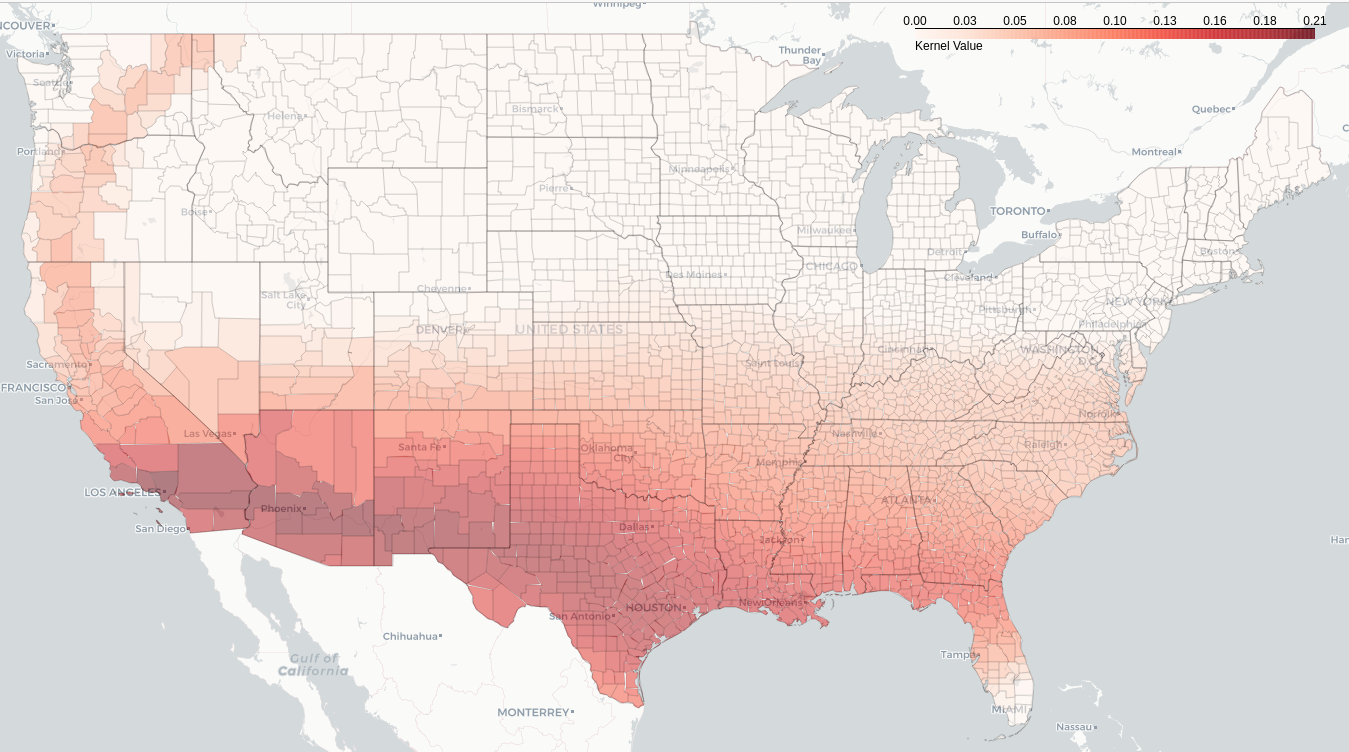 Winnipeg
NCOUVER
0.00 0.03 0.05 0.08 0.10 0.13 0.16 0.18 0.21
Kernel Value
Victoria
Thunder
Bay
Seattle
Bismarck
Quebec
Helena
Portland
Montreal
Minneapolis
Pierre
Boise
TORONTO
Milwaukee
Buffalo
Detroit
Boston
CHICAGO
Des Moines
Cleveland
Cheyenne
Salt Lake
City
NEW YORK
Pittsburgh
DENVER
UNITED STATES
Philadelphia
Cincinnati
WASHINGTON
Sacramento
Saint Louis
FRANCISCO
San Jose
Norfolk
Las Vegas
Nashville
Santa Fe
Oklahoma
City
Raleigh
Memphis
LOS ANGELES
ATLANTA
Phoenix
San Diego
Dallas
Jackson
Har
New Orleans
HOUSTON
San Antonio
Chihuahua
Gulf of
California
Tampa
MIAMI
MONTERREY
Nassau